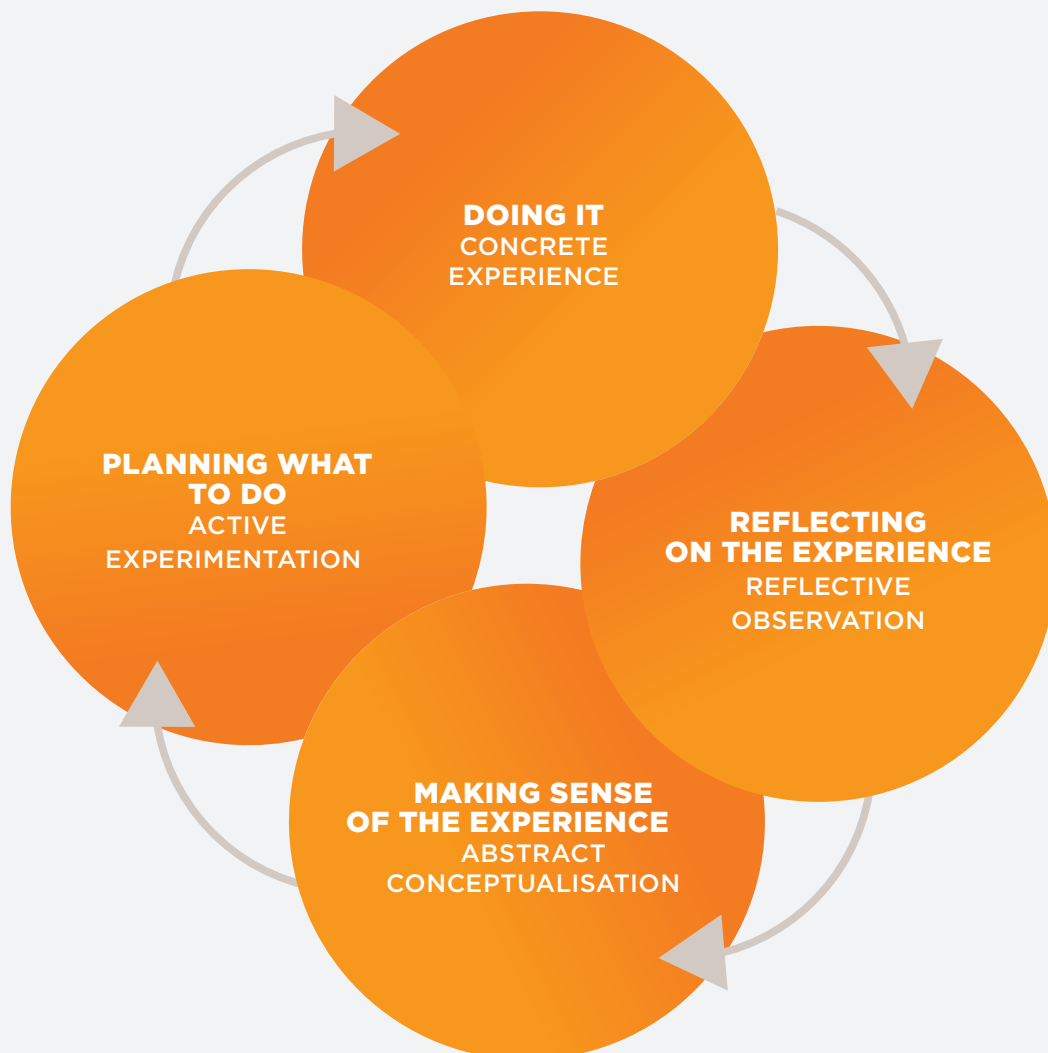 DOING IT
CONCRETE
EXPERIENCE
PLANNING WHAT
TO DO
ACTIVE
EXPERIMENTATION
REFLECTING
ON THE EXPERIENCE
REFLECTIVE
OBSERVATION
MAKING SENSE
OF THE EXPERIENCE
ABSTRACT
CONCEPTUALISATION